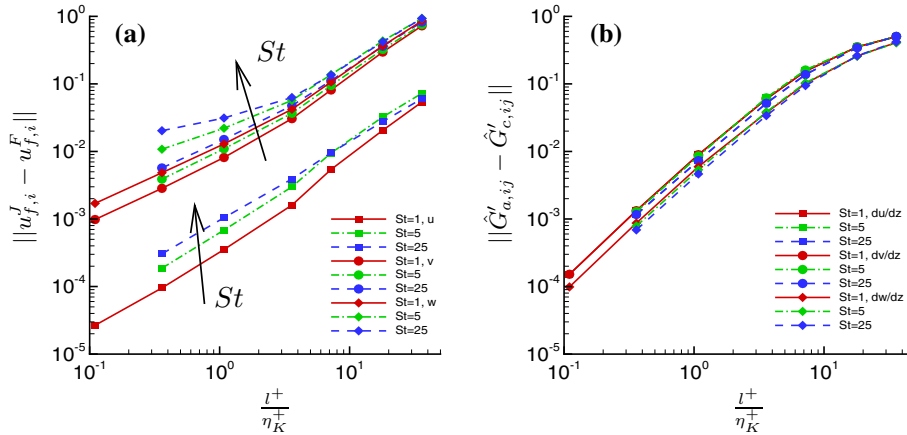 (a)
St
St
||u^J_{f,i} − u^F_{f,i}||
10^0
10^{-1}
10^{-2}
10^{-3}
10^{-4}
10^{-5}
10^{-1}
10^0
10^1
l^+
η^+_K
St=1, u
St=5
St=25
St=1, v
St=5
St=25
St=1, w
St=5
St=25
(b)
||Ĝ'_{a,ij} − Ĝ'_{c,ij}||
10^0
10^{-1}
10^{-2}
10^{-3}
10^{-4}
10^{-5}
10^{-1}
10^0
10^1
l^+
η^+_K
St=1, du/dz
St=5
St=25
St=1, dv/dz
St=5
St=25
St=1, dw/dz
St=5
St=25